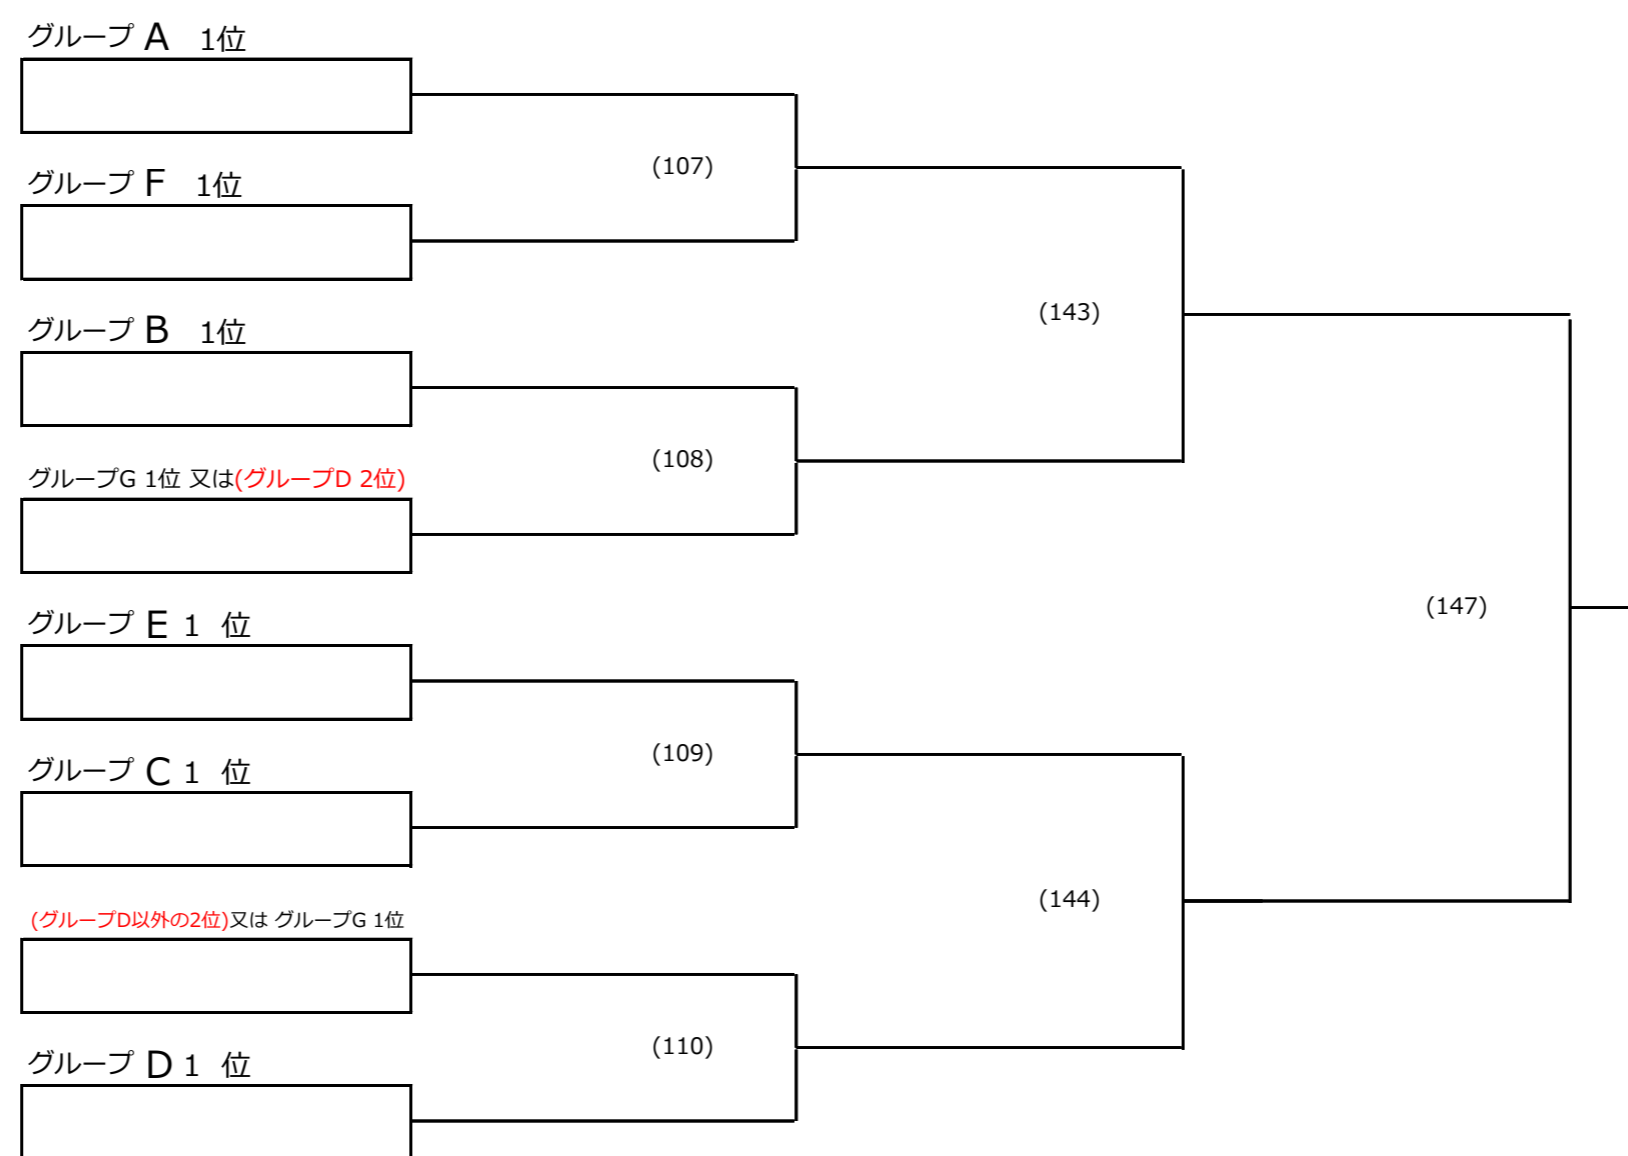 グループ A 1位
(107)
グループ F 1位
グループ B 1位
(143)
(108)
グループG 1位 又は(グループD 2位)
(147)
グループ E 1 位
(109)
グループ C 1 位
(144)
(グループD以外の2位)又は グループG 1位
(110)
グループ D 1 位